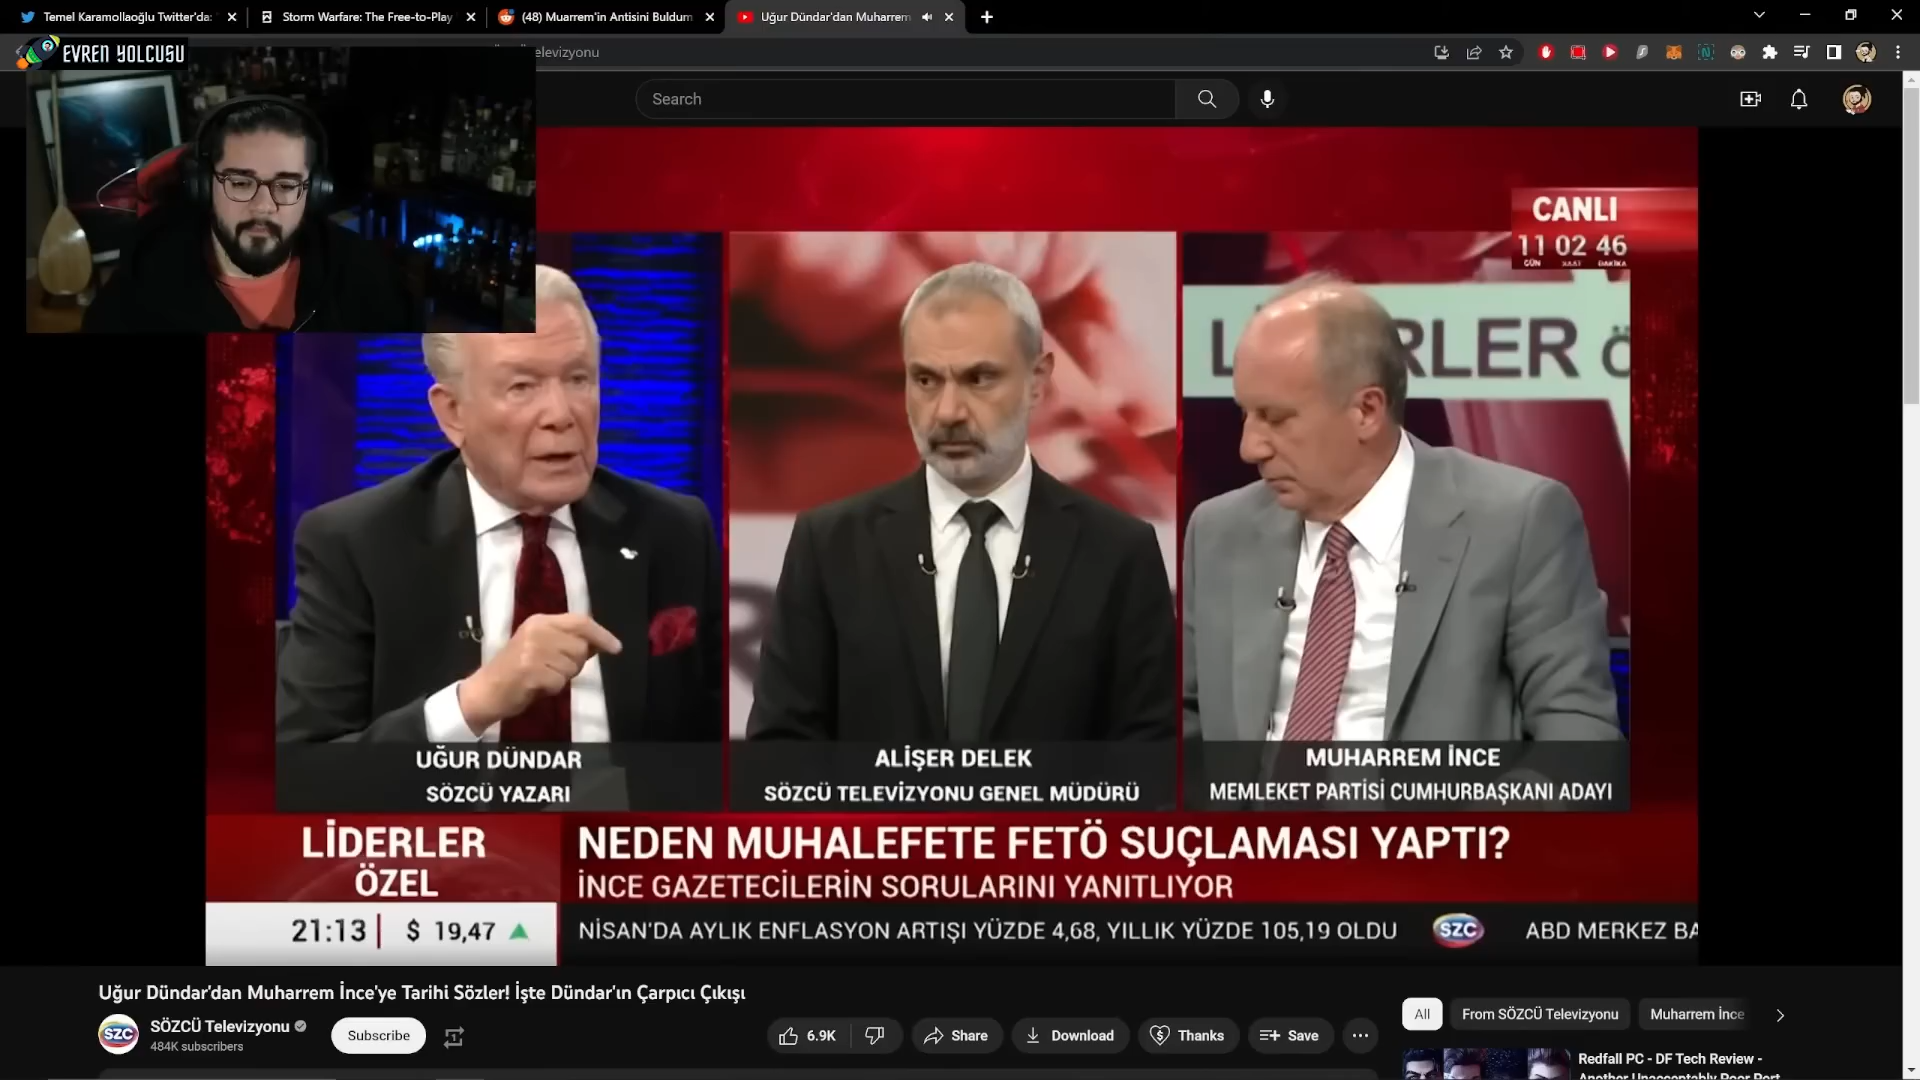 Temel Karamollaoğlu Twitter'da:
Storm Warfare: The Free-to-Play
(48) Muarrem'in Antisini Buldum
Uğur Dündar'dan Muharrem
EVREN YOLCUSU
elevizyonu
Search
CANLI
11 02 46
GÜN SAAT DAKİKA
LİDERLER Ö
UĞUR DÜNDAR
SÖZCÜ YAZARI
ALİŞER DELEK
SÖZCÜ TELEVİZYONU GENEL MÜDÜRÜ
MUHARREM İNCE
MEMLEKET PARTİSİ CUMHURBAŞKANI ADAYI
LİDERLER
ÖZEL
NEDEN MUHALEFETE FETÖ SUÇLAMASI YAPTI?
İNCE GAZETECİLERİN SORULARINI YANITLIYOR
21:13 $ 19,47
NİSAN'DA AYLIK ENFLASYON ARTIŞI YÜZDE 4,68, YILLIK YÜZDE 105,19 OLDU SZC ABD MERKEZ BA
Uğur Dündar'dan Muharrem İnce'ye Tarihi Sözler! İşte Dündar'ın Çarpıcı Çıkışı
SZC
SÖZCÜ Televizyonu
484K subscribers
Subscribe
6.9K
Share
Download
Thanks
Save
All
From SÖZCÜ Televizyonu
Muharrem İnce
Redfall PC - DF Tech Review -
Another Unacceptably Poor Port